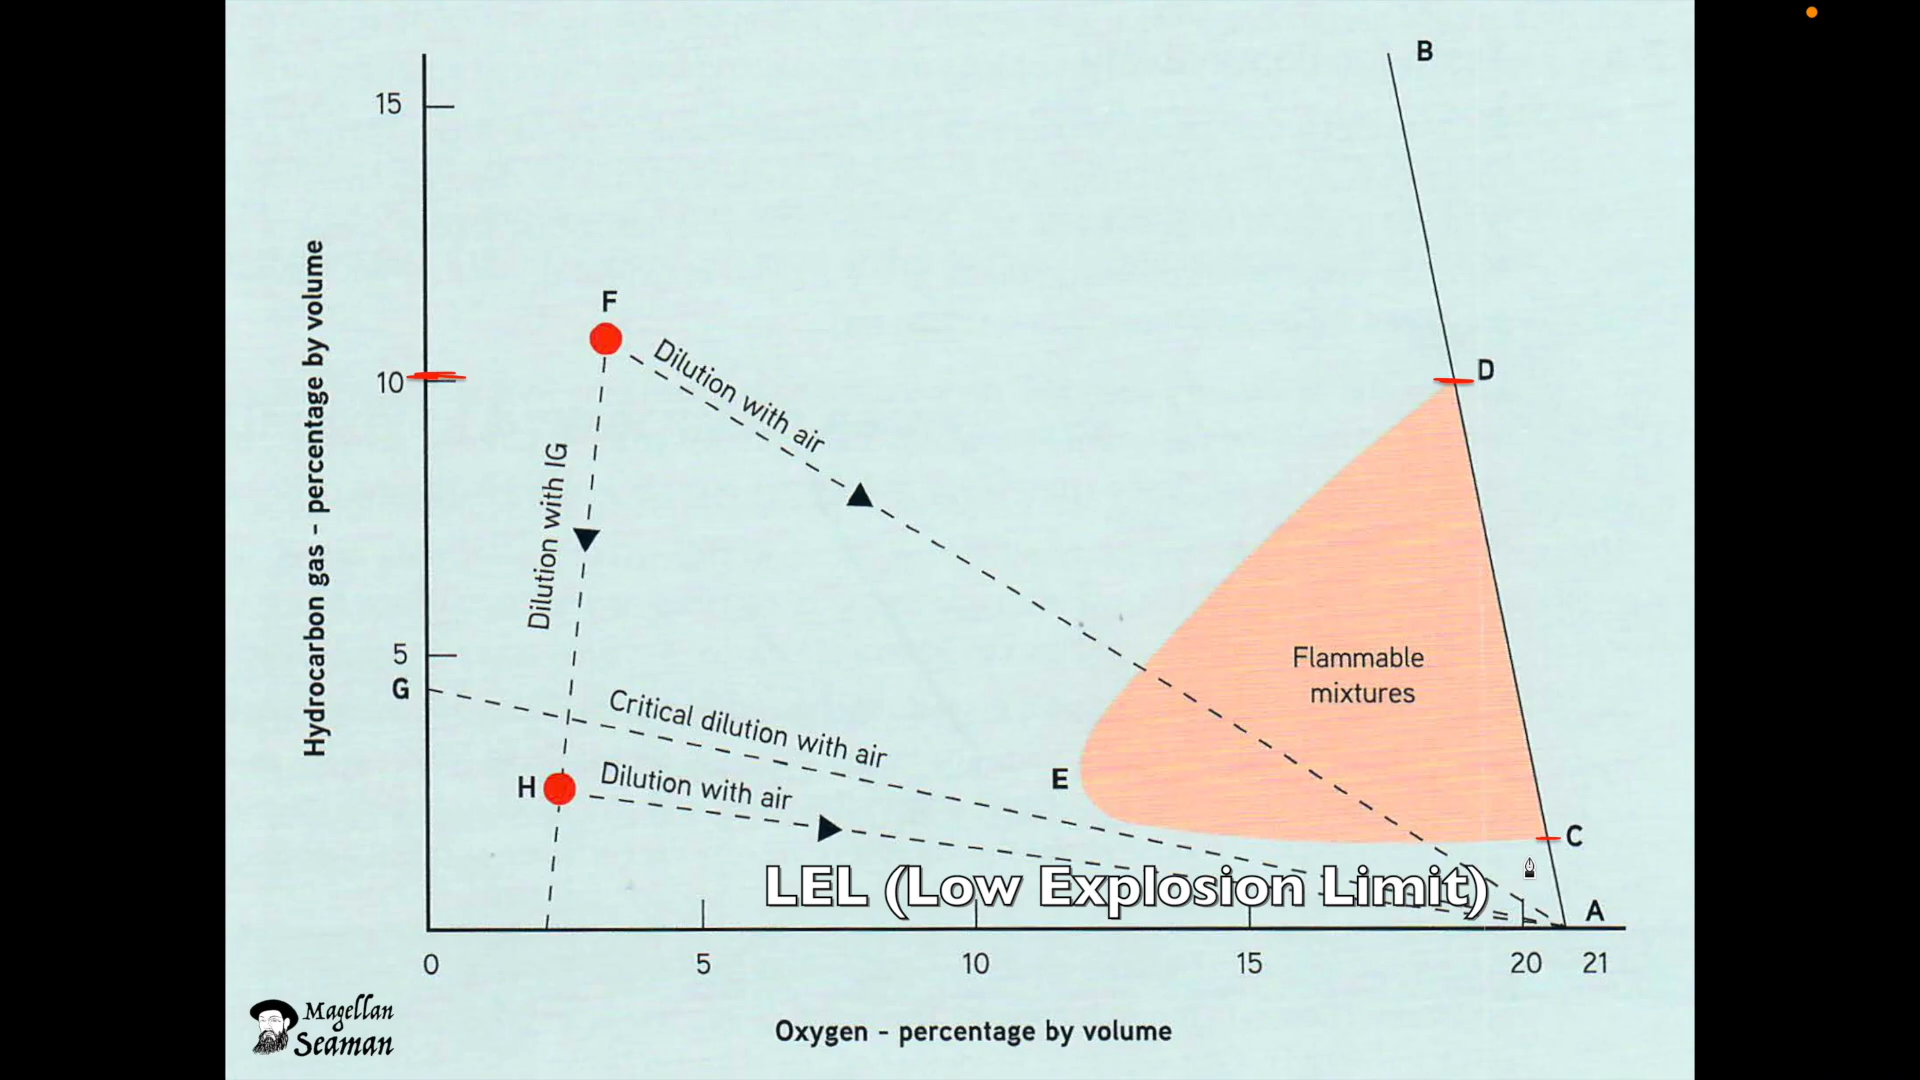 B
15
F
Dilution with air
D
10
Hydrocarbon gas - percentage by volume
Dilution with IG
Flammable
mixtures
5
G
Critical dilution with air
E
H
Dilution with air
C
LEL (Low Explosion Limit)
A
0 5 10 15 20 21
Oxygen - percentage by volume
Magellan
Seaman